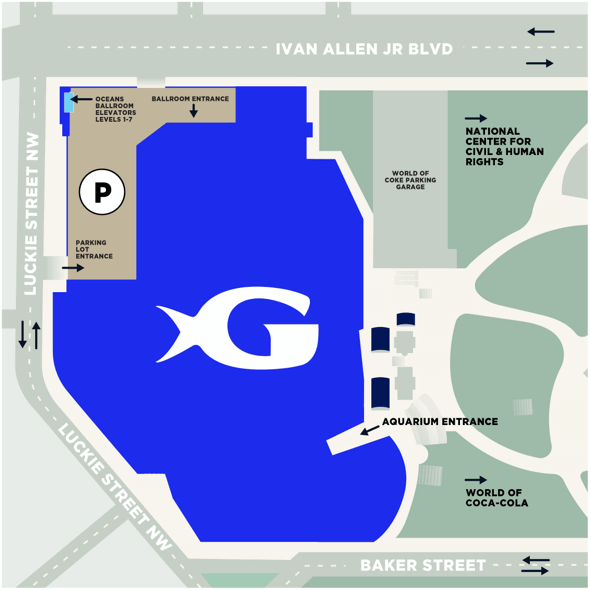 IVAN ALLEN JR BLVD
OCEANS
BALLROOM
ELEVATORS
LEVELS 1-7
BALLROOM ENTRANCE
NATIONAL
CENTER FOR
CIVIL & HUMAN
RIGHTS
WORLD OF
COKE PARKING
GARAGE
LUCKIE STREET NW
P
PARKING
LOT
ENTRANCE
G
AQUARIUM ENTRANCE
LUCKIE STREET NW
WORLD OF
COCA-COLA
BAKER STREET